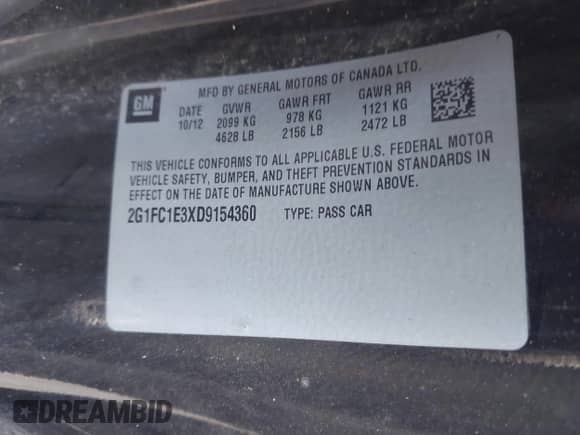 GM
MFD BY GENERAL MOTORS OF CANADA LTD.
DATE GVWR GAWR FRT GAWR RR
10/12 2099 KG 978 KG 1121 KG
4628 LB 2156 LB 2472 LB
THIS VEHICLE CONFORMS TO ALL APPLICABLE U.S. FEDERAL MOTOR
VEHICLE SAFETY, BUMPER, AND THEFT PREVENTION STANDARDS IN
EFFECT ON THE DATE OF MANUFACTURE SHOWN ABOVE.
2G1FC1E3XD9154360 TYPE: PASS CAR
DREAMBID